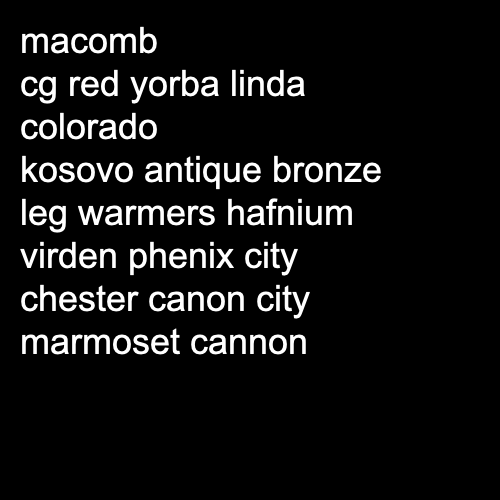 macomb
cg red yorba linda
colorado
kosovo antique bronze
leg warmers hafnium
virden phenix city
chester canon city
marmoset cannon